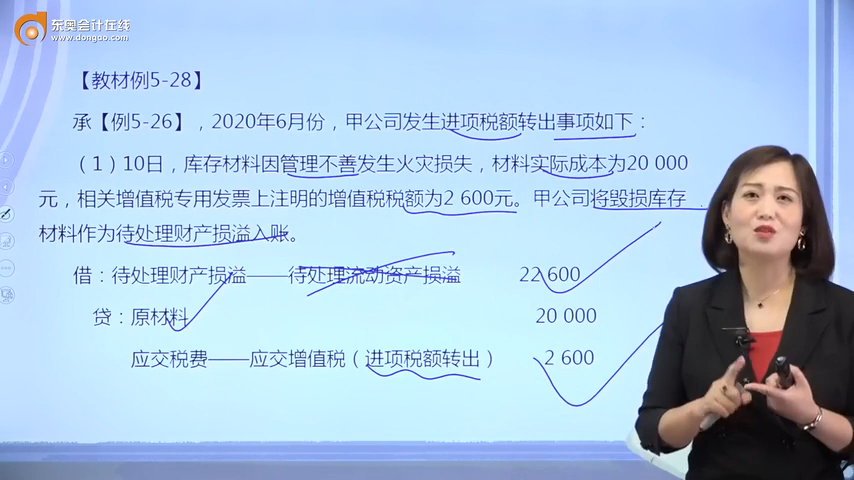 东奥会计在线
www.dongao.com
【教材例5-28】
承【例5-26】，2020年6月份，甲公司发生进项税额转出事项如下：
（1）10日，库存材料因管理不善发生火灾损失，材料实际成本为20 000
元，相关增值税专用发票上注明的增值税税额为2 600元。甲公司将毁损库存
材料作为待处理财产损溢入账。
借：待处理财产损溢——待处理流动资产损溢 22 600
贷：原材料 20 000
应交税费——应交增值税（进项税额转出） 2 600